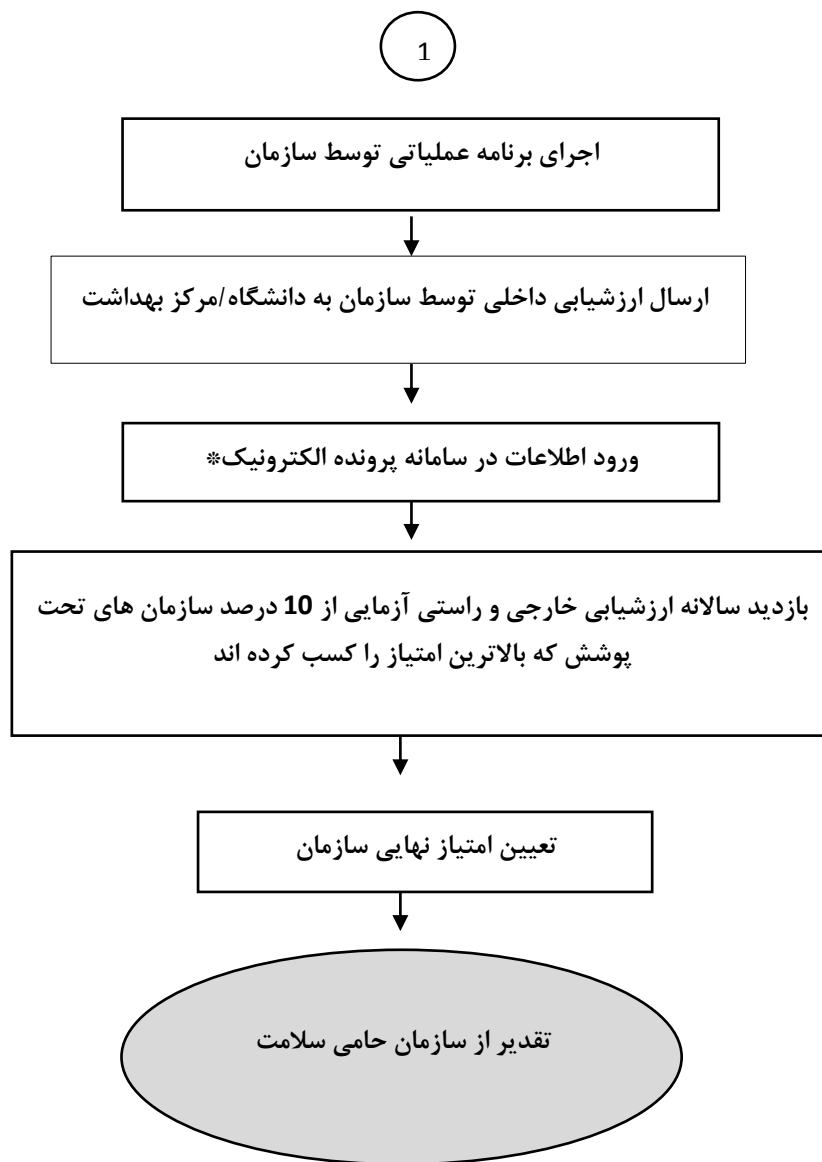 1
اجرای برنامه عملیاتی توسط سازمان
ارسال ارزشیابی داخلی توسط سازمان به دانشگاه/مرکز بهداشت
ورود اطلاعات در سامانه پرونده الکترونیک*
بازدید سالانه ارزشیابی خارجی و راستی آزمایی از 10 درصد سازمان های تحت
پوشش که بالاترین امتیاز را کسب کرده اند
تعیین امتیاز نهایی سازمان
تقدیر از سازمان حامی سلامت